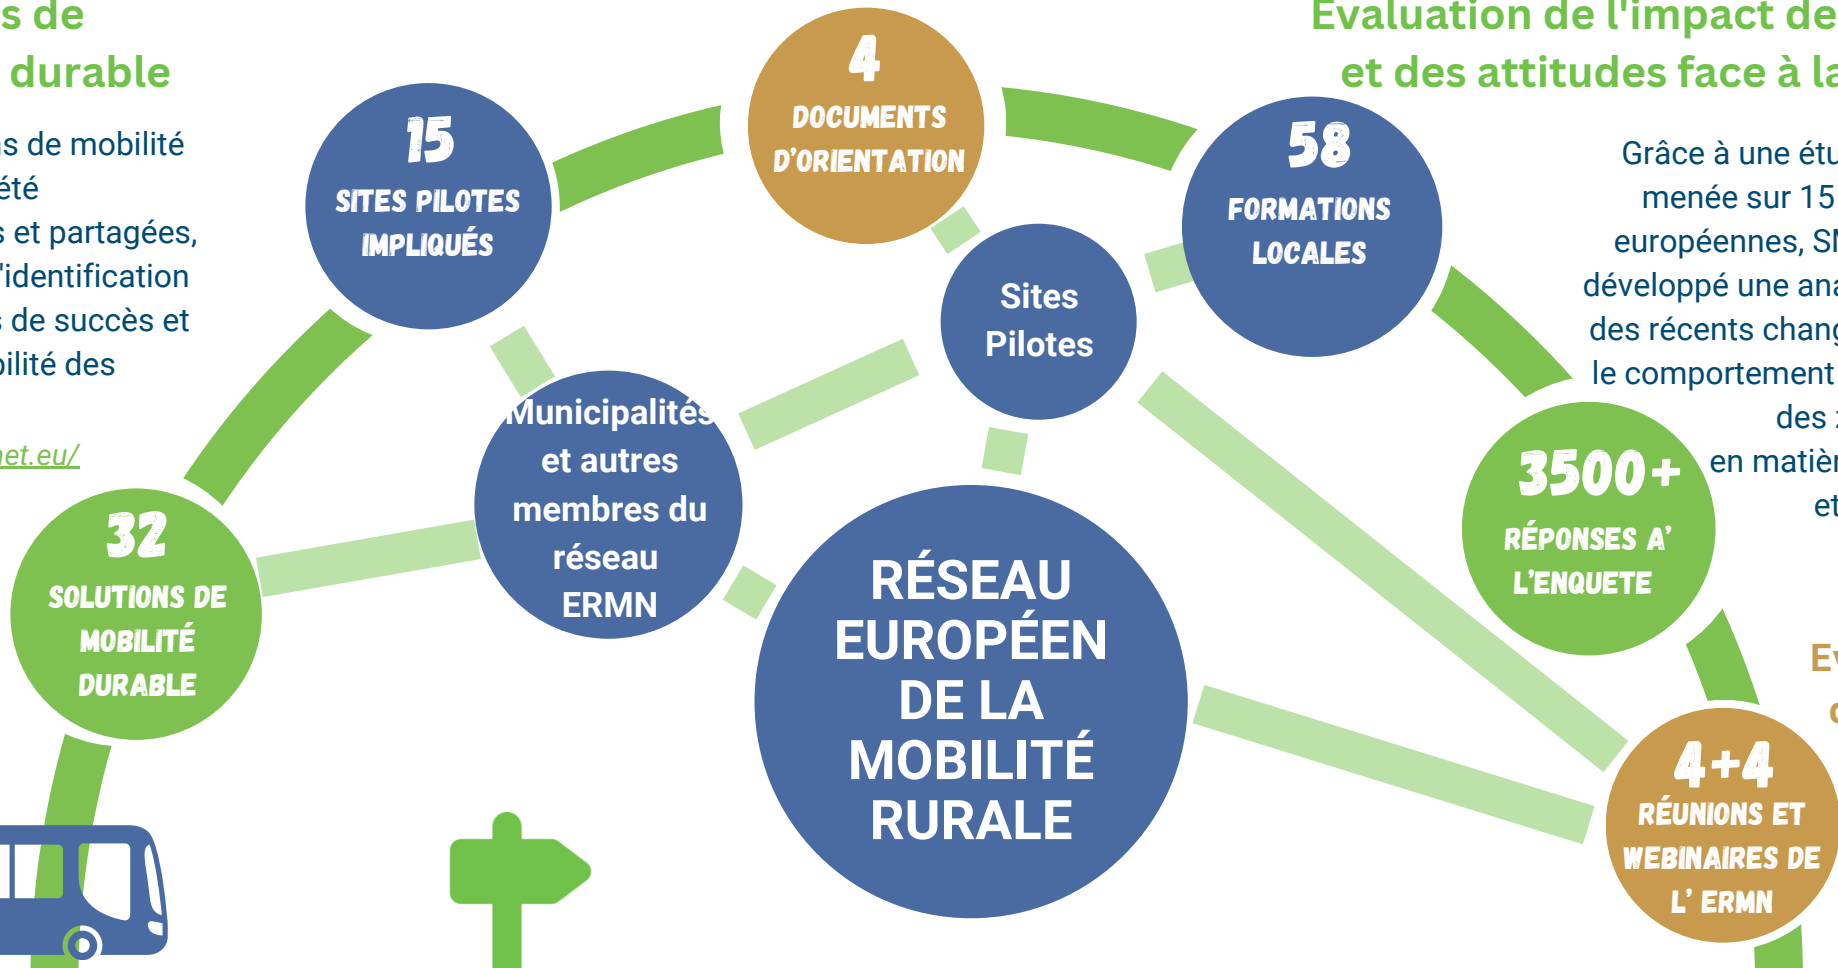 s de
durable
ns de mobilité
été
s et partagées,
l'identification
s de succès et
bilité des
net.eu/
15
SITES PILOTES
IMPLIQUÉS
4
DOCUMENTS
D'ORIENTATION
58
FORMATIONS
LOCALES
Evaluation de l'impact de
et des attitudes face à la
Grâce à une étu
menée sur 15
européennes, SM
développé une ana
des récents chang
le comportement
des z
en matièr
et
Sites
Pilotes
Municipalités
et autres
membres du
réseau
ERMN
32
SOLUTIONS DE
MOBILITÉ
DURABLE
RÉSEAU
EUROPÉEN
DE LA
MOBILITÉ
RURALE
3500+
RÉPONSES A'
L'ENQUETE
Ev
4+4
RÉUNIONS ET
WEBINAIRES DE
L' ERMN